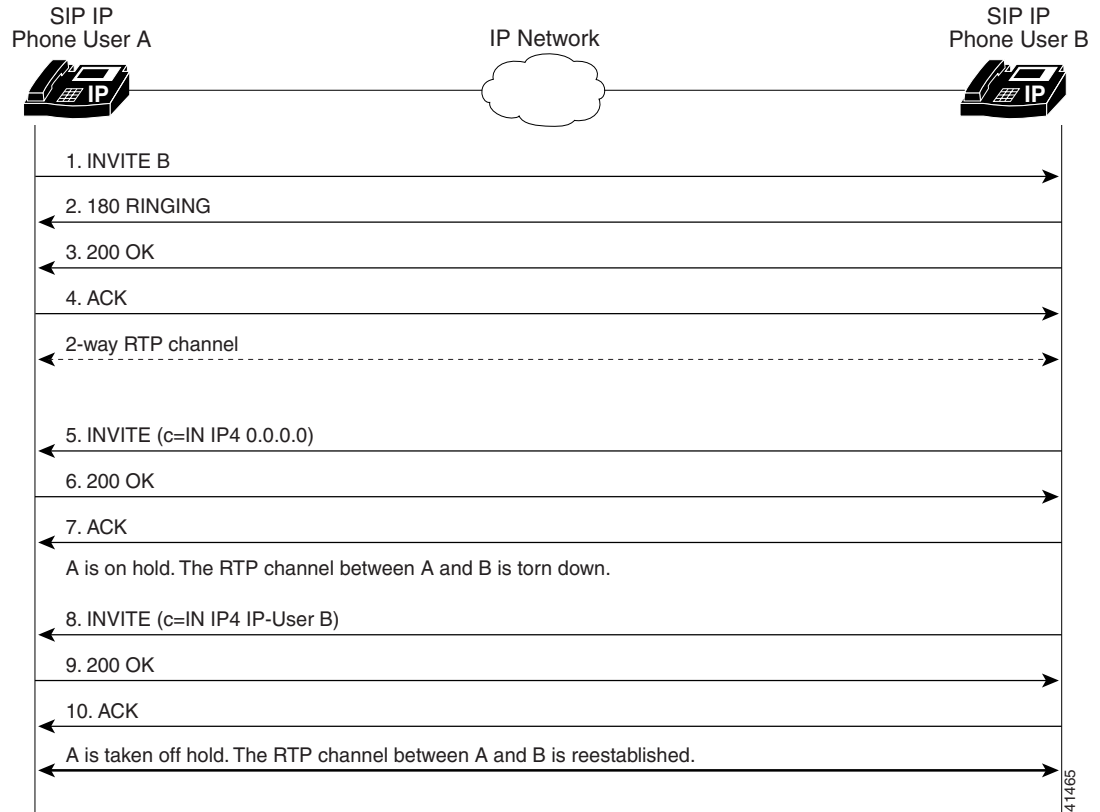 SIP IP
Phone User A
IP Network
SIP IP
Phone User B
IP
IP
1. INVITE B
2. 180 RINGING
3. 200 OK
4. ACK
2-way RTP channel
5. INVITE (c=IN IP4 0.0.0.0)
6. 200 OK
7. ACK
A is on hold. The RTP channel between A and B is torn down.
8. INVITE (c=IN IP4 IP-User B)
9. 200 OK
10. ACK
A is taken off hold. The RTP channel between A and B is reestablished.
41465